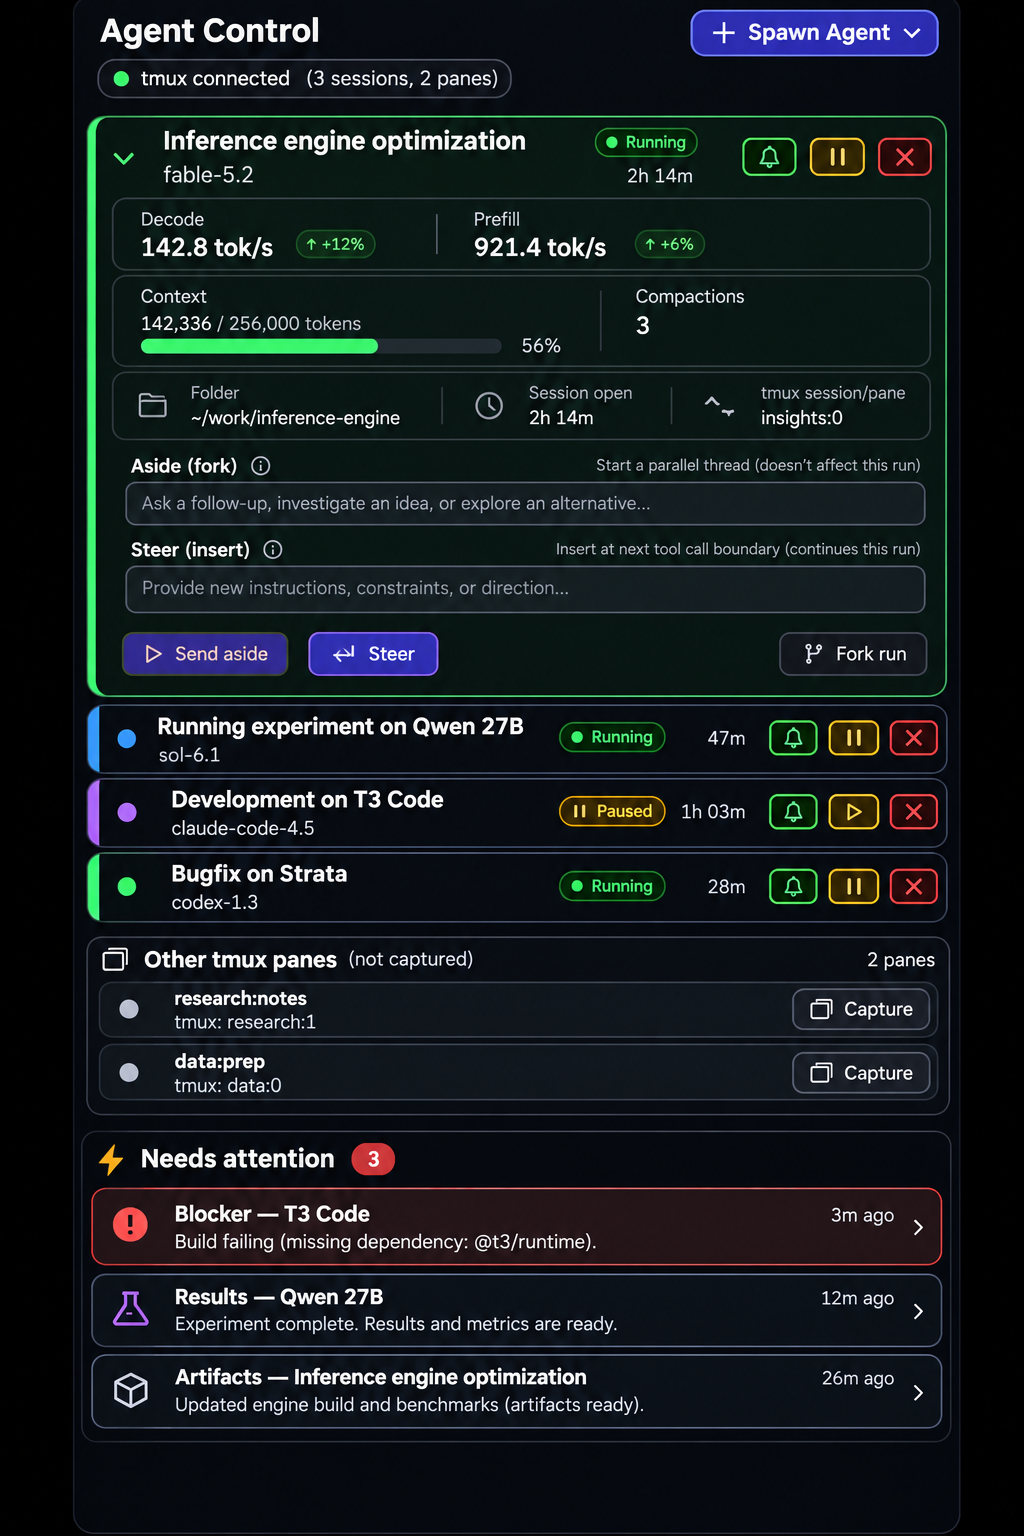 Agent Control
+ Spawn Agent
tmux connected (3 sessions, 2 panes)
Inference engine optimization
Running
fable-5.2
2h 14m
Decode
Prefill
142.8 tok/s
↑ +12%
921.4 tok/s
↑ +6%
Context
Compactions
142,336 / 256,000 tokens
3
56%
Folder
Session open
tmux session/pane
~/work/inference-engine
2h 14m
insights:0
Aside (fork)
Start a parallel thread (doesn't affect this run)
Ask a follow-up, investigate an idea, or explore an alternative...
Steer (insert)
Insert at next tool call boundary (continues this run)
Provide new instructions, constraints, or direction...
Send aside
Steer
Fork run
Running experiment on Qwen 27B
sol-6.1
Running
47m
Development on T3 Code
claude-code-4.5
Paused
1h 03m
Bugfix on Strata
codex-1.3
Running
28m
Other tmux panes (not captured)
2 panes
research:notes
tmux: research:1
Capture
data:prep
tmux: data:0
Capture
Needs attention
3
Blocker — T3 Code
3m ago
Build failing (missing dependency: @t3/runtime).
Results — Qwen 27B
12m ago
Experiment complete. Results and metrics are ready.
Artifacts — Inference engine optimization
26m ago
Updated engine build and benchmarks (artifacts ready).